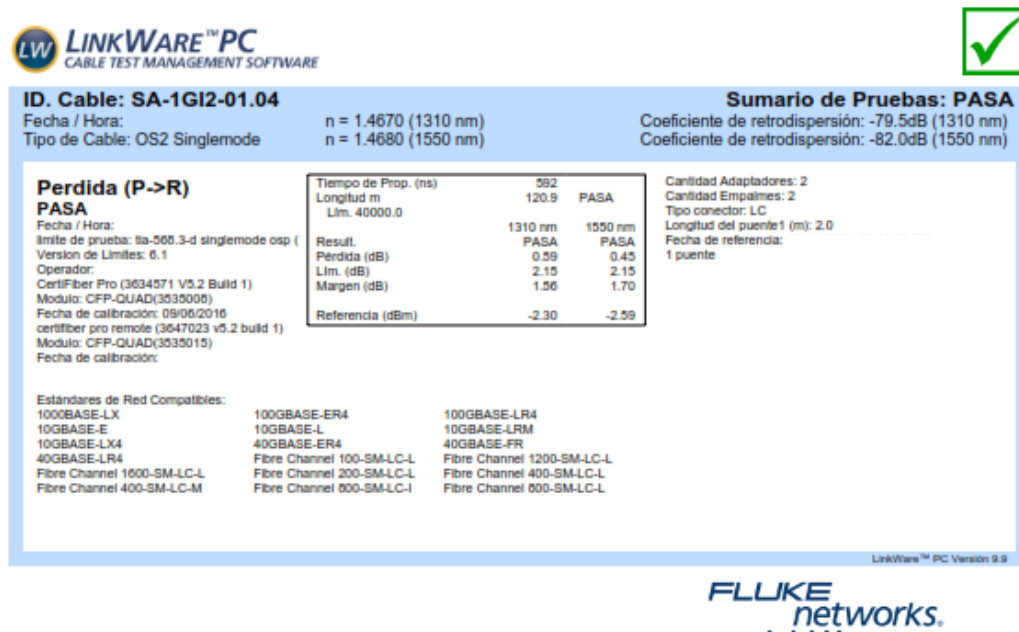 LW LINKWARE™PC
CABLE TEST MANAGEMENT SOFTWARE
ID. Cable: SA-1GI2-01.04
Sumario de Pruebas: PASA
Fecha / Hora:
n = 1.4670 (1310 nm)
Coeficiente de retrodispersión: -79.5dB (1310 nm)
Tipo de Cable: OS2 Singlemode
n = 1.4680 (1550 nm)
Coeficiente de retrodispersión: -82.0dB (1550 nm)
Perdida (P->R)
PASA
Fecha / Hora:
limite de prueba: tia-568.3-d singlemode osp (
Version de Limites: 6.1
Operador:
CertiFiber Pro (3634571 V5.2 Build 1)
Modulo: CFP-QUAD(3535006)
Fecha de calibración: 09/06/2016
certifiber pro remote (3647023 v5.2 build 1)
Modulo: CFP-QUAD(3535015)
Fecha de calibración:
Tiempo de Prop. (ns) 592
Longitud m 120.9 PASA
Lím. 40000.0
1310 nm 1550 nm
Result. PASA PASA
Pérdida (dB) 0.59 0.45
Lím. (dB) 2.15 2.15
Margen (dB) 1.56 1.70
Referencia (dBm) -2.30 -2.59
Cantidad Adaptadores: 2
Cantidad Empalmes: 2
Tipo conector: LC
Longitud del puente1 (m): 2.0
Fecha de referencia:
1 puente
Estándares de Red Compatibles:
1000BASE-LX 100GBASE-ER4 100GBASE-LR4
10GBASE-E 10GBASE-L 10GBASE-LRM
10GBASE-LX4 40GBASE-ER4 40GBASE-FR
40GBASE-LR4 Fibre Channel 100-SM-LC-L Fibre Channel 1200-SM-LC-L
Fibre Channel 1600-SM-LC-L Fibre Channel 200-SM-LC-L Fibre Channel 400-SM-LC-L
Fibre Channel 400-SM-LC-M Fibre Channel 800-SM-LC-I Fibre Channel 800-SM-LC-L
LinkWare™ PC Versión 9.9
FLUKE
networks.